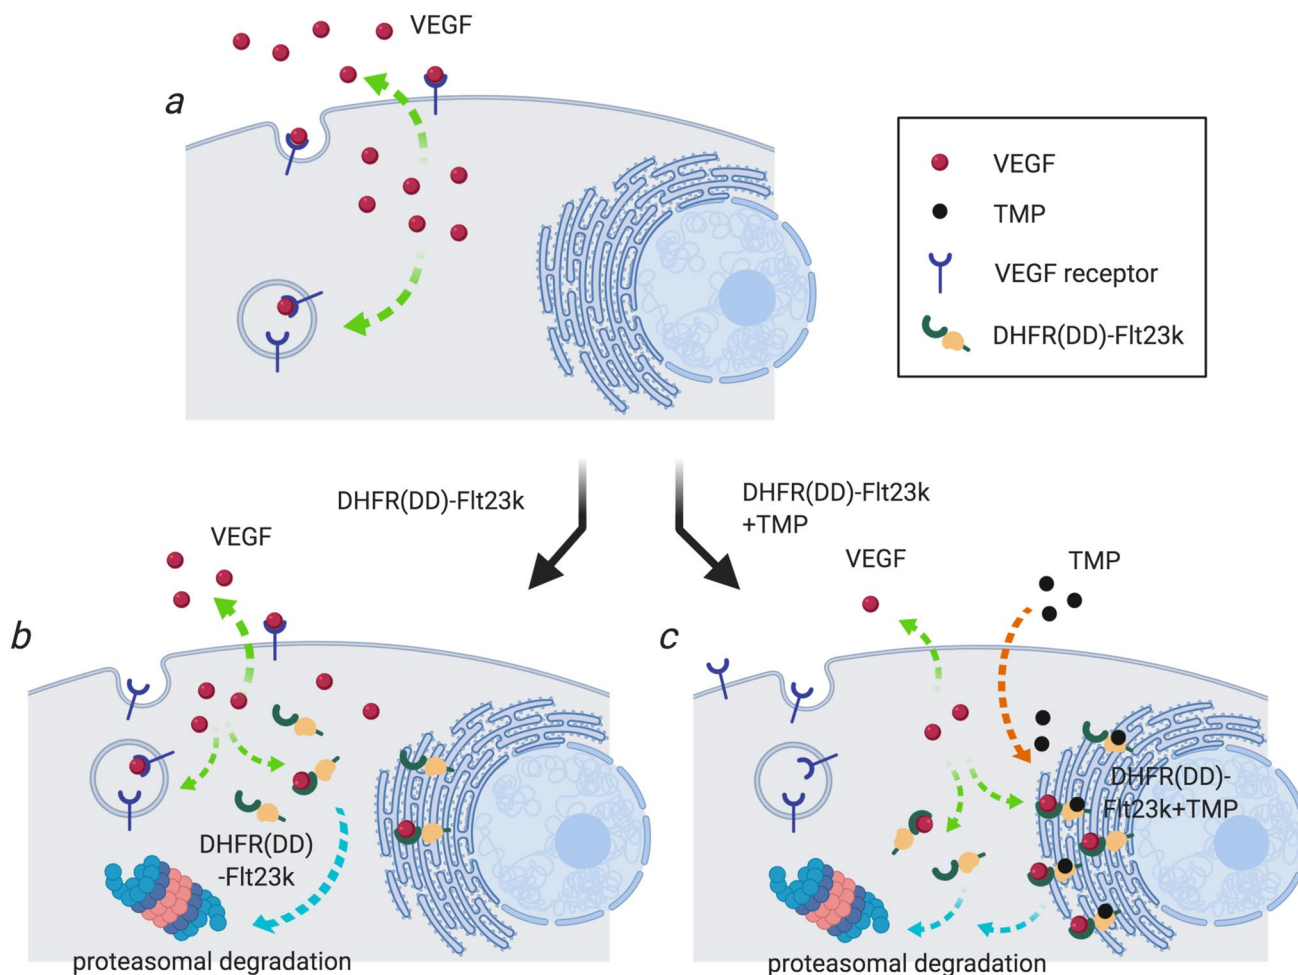 VEGF
a
VEGF
TMP
VEGF receptor
DHFR(DD)-Flt23k
DHFR(DD)-Flt23k
DHFR(DD)-Flt23k
+TMP
b
VEGF
DHFR(DD)
-Flt23k
proteasomal degradation
c
VEGF
TMP
DHFR(DD)-
Flt23k+TMP
proteasomal degradation